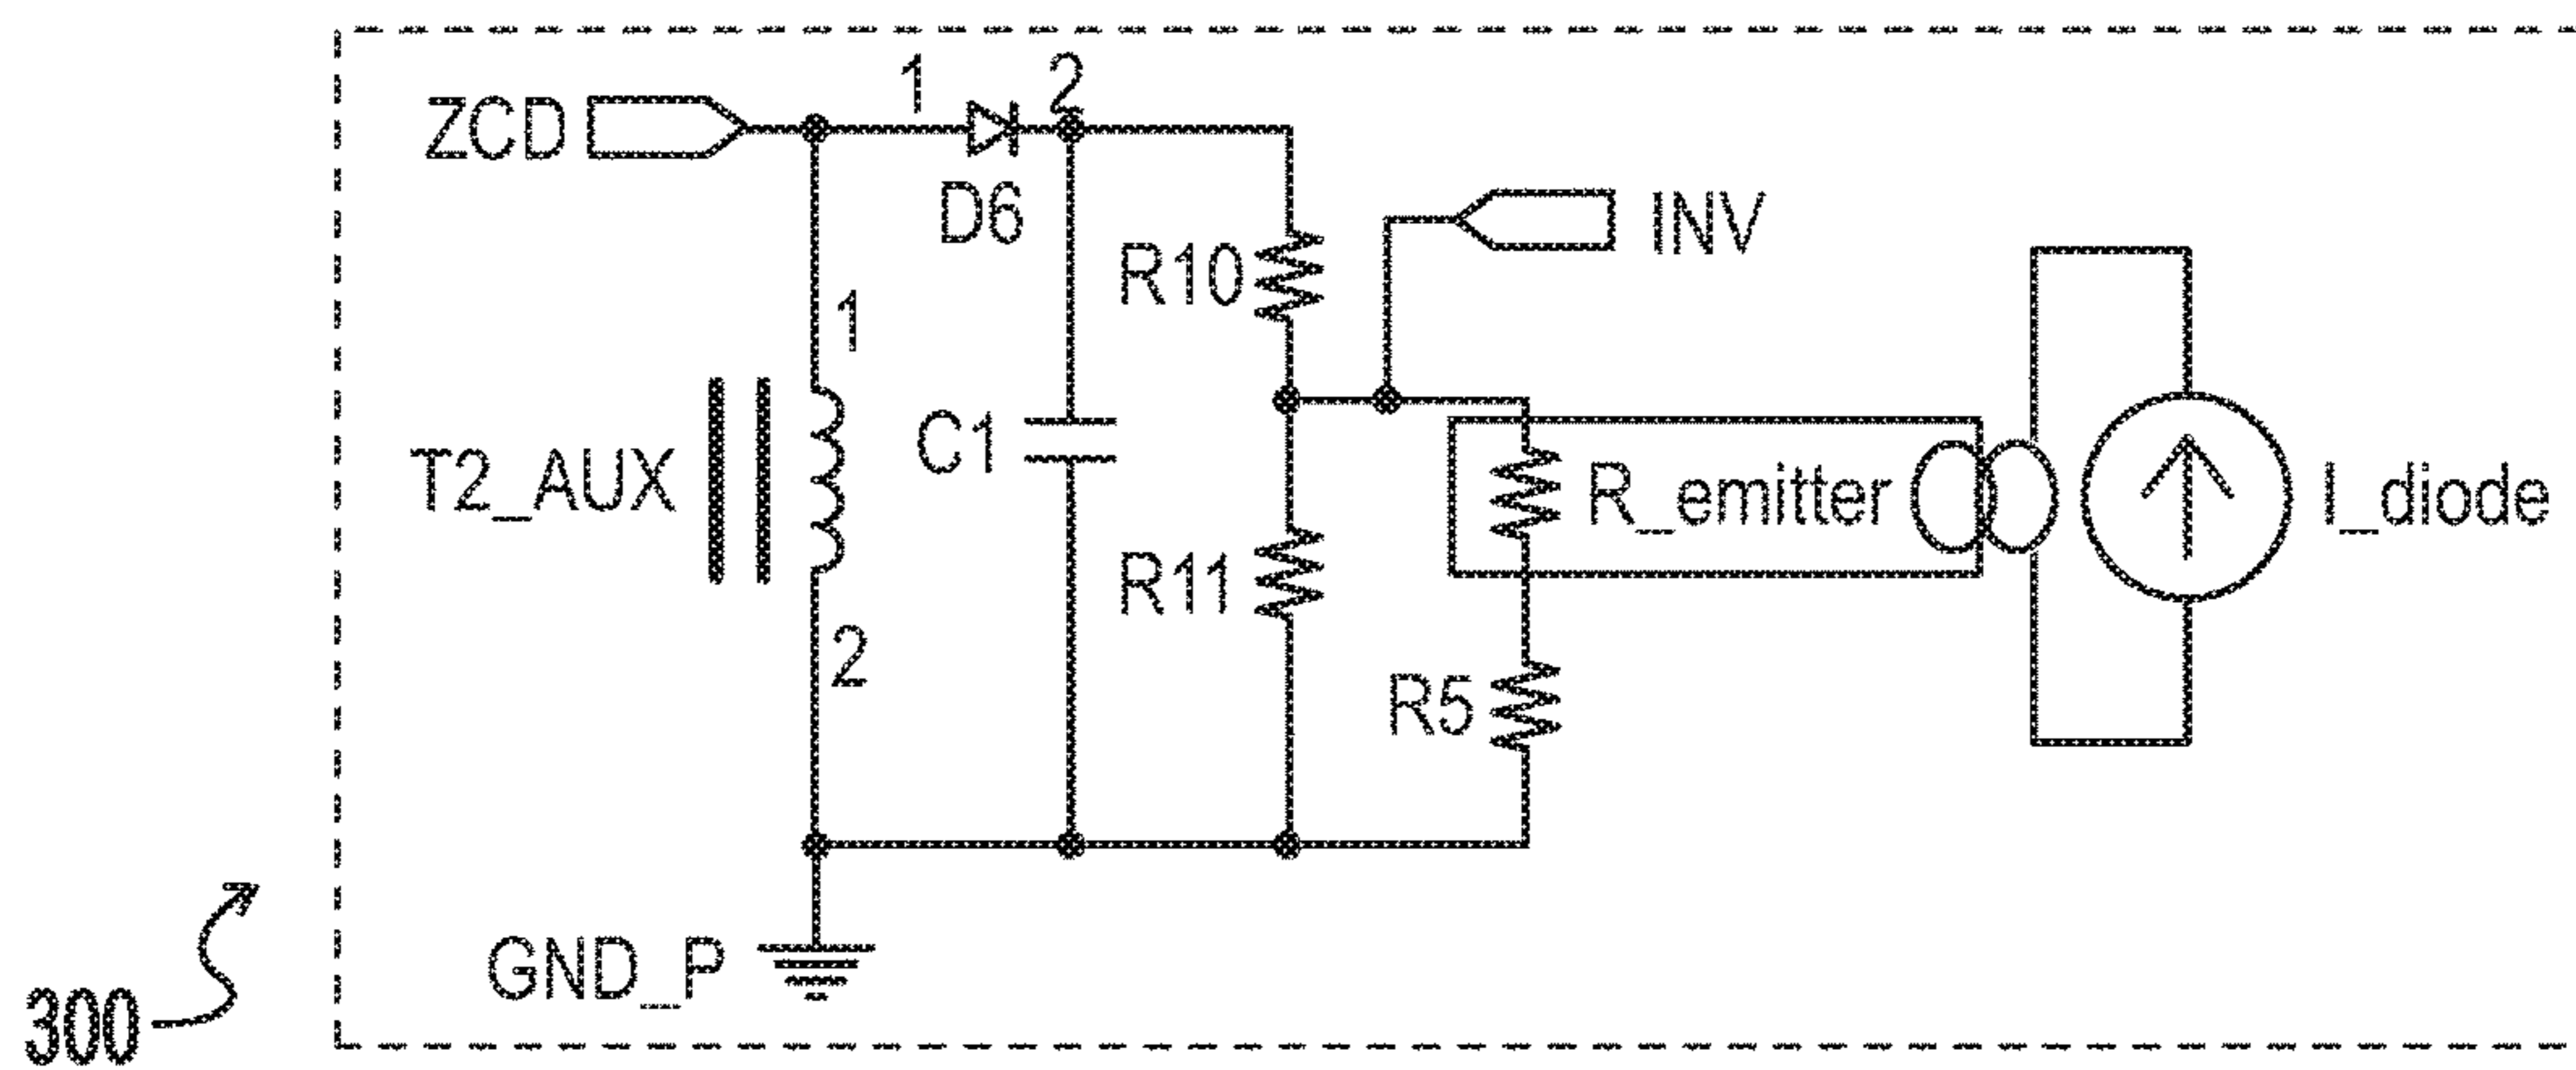 1 2
ZCD
D6
INV
R10
1
C1
T2_AUX
R_emitter
I_diode
R11
2
R5
GND_P
300